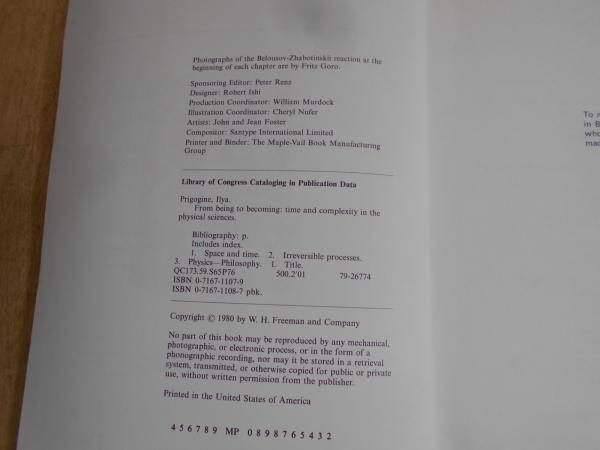 Photographs of the Belousov-Zhabotinskii reaction at the
beginning of each chapter are by Fritz Goro.
Sponsoring Editor: Peter Renz
Designer: Robert Ishi
Production Coordinator: William Murdock
Illustration Coordinator: Cheryl Nufer
Artists: John and Jean Foster
Compositor: Santype International Limited
Printer and Binder: The Maple-Vail Book Manufacturing
Group
Library of Congress Cataloging in Publication Data
Prigogine, Ilya.
From being to becoming: time and complexity in the
physical sciences.
Bibliography: p.
Includes index.
1. Space and time. 2. Irreversible processes.
3. Physics—Philosophy. I. Title.
QC173.59.S65P76 500.2'01 79-26774
ISBN 0-7167-1107-9
ISBN 0-7167-1108-7 pbk.
Copyright © 1980 by W. H. Freeman and Company
No part of this book may be reproduced by any mechanical,
photographic, or electronic process, or in the form of a
phonographic recording, nor may it be stored in a retrieval
system, transmitted, or otherwise copied for public or private
use, without written permission from the publisher.
Printed in the United States of America
4 5 6 7 8 9 MP 0 8 9 8 7 6 5 4 3 2
To
in B
who